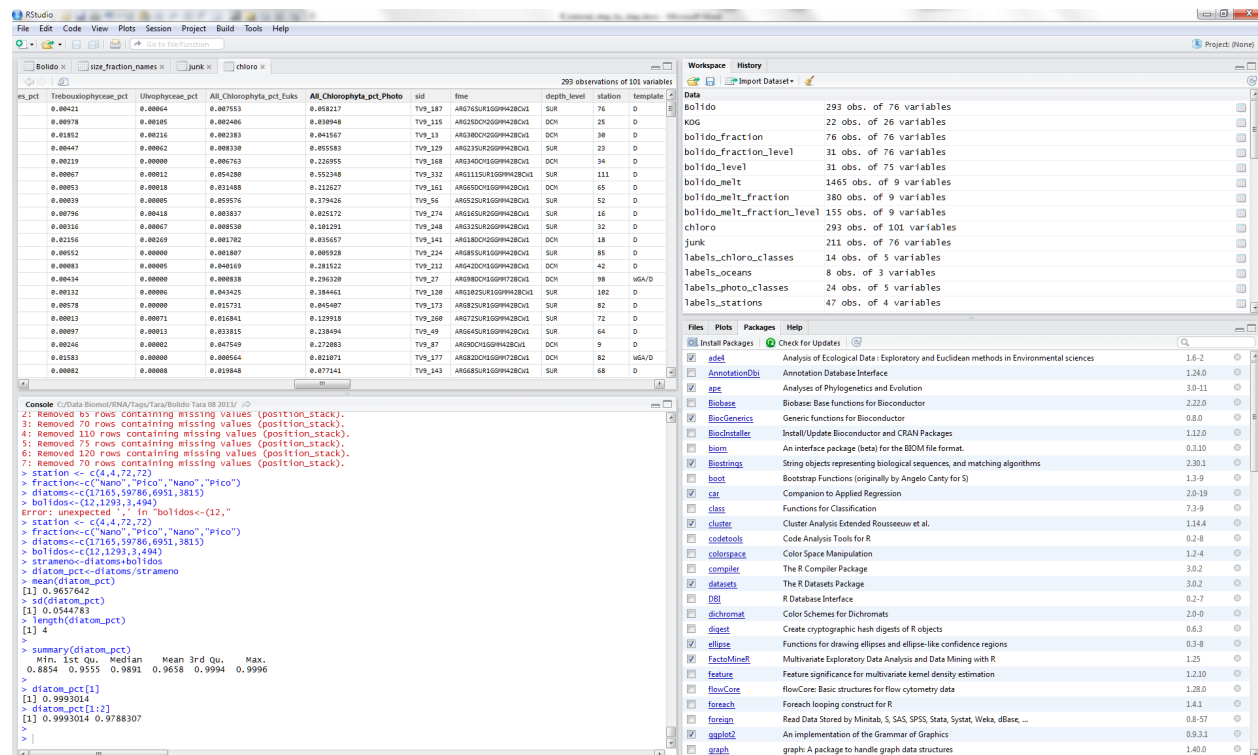 RStudio
File Edit Code View Plots Session Project Build Tools Help
Go to file/function
Project: (None)
Bolido × size_fraction_names × junk × chloro ×
293 observations of 101 variables
es_pct Trebouxiophyceae_pct Ulvophyceae_pct All_Chlorophyta_pct_Euks All_Chlorophyta_pct_Photo sid fme depth_level station template
0.00421 0.00064 0.007553 0.058217 TV9_187 ARG76SUR1GGMM42BCW1 SUR 76 D
0.00978 0.00105 0.002406 0.030948 TV9_115 ARG25DCM2GGMM42BCW1 DCM 25 D
0.01852 0.00216 0.002383 0.041567 TV9_13 ARG30DCM2GGMM42BCW1 DCM 30 D
0.00447 0.00062 0.008330 0.055583 TV9_129 ARG23SUR2GGMM42BCW1 SUR 23 D
0.00219 0.00000 0.006763 0.226955 TV9_168 ARG34DCM1GGMM42BCW1 DCM 34 D
0.00067 0.00012 0.054280 0.552348 TV9_332 ARG111SUR1GGMM42BCW1 SUR 111 D
0.00053 0.00018 0.031488 0.212627 TV9_161 ARG65DCM1GGMM42BCW1 DCM 65 D
0.00039 0.00005 0.059576 0.379426 TV9_56 ARG52SUR1GGMM42BCW1 SUR 52 D
0.00796 0.00418 0.003837 0.025172 TV9_274 ARG16SUR2GGMM42BCW1 SUR 16 D
0.00316 0.00067 0.008530 0.101291 TV9_248 ARG32SUR2GGMM42BCW1 SUR 32 D
0.02156 0.00269 0.001702 0.035657 TV9_141 ARG18DCM2GGMM42BCW1 DCM 18 D
0.00552 0.00000 0.001807 0.005928 TV9_224 ARG85SUR1GGMM42BCW1 SUR 85 D
0.00083 0.00005 0.040169 0.281522 TV9_212 ARG42DCM1GGMM42BCW1 DCM 42 D
0.00434 0.00000 0.000838 0.296320 TV9_27 ARG98DCM1GGMM72BCW1 DCM 98 WGA/D
0.00132 0.00006 0.043425 0.384461 TV9_120 ARG102SUR1GGMM42BCW1 SUR 102 D
0.00578 0.00000 0.015731 0.045407 TV9_173 ARG82SUR1GGMM42BCW1 SUR 82 D
0.00013 0.00071 0.016841 0.129918 TV9_260 ARG72SUR1GGMM42BCW1 SUR 72 D
0.00097 0.00013 0.033815 0.238494 TV9_49 ARG64SUR1GGMM42BCW1 SUR 64 D
0.00246 0.00002 0.047549 0.272083 TV9_87 ARG9DCM1GGMM42BCW1 DCM 9 D
0.01583 0.00000 0.000564 0.021071 TV9_177 ARG82DCM1GGMM72BCW1 DCM 82 WGA/D
0.00082 0.00008 0.019848 0.077141 TV9_143 ARG68SUR1GGMM42BCW1 SUR 68 D
Console C:/Data Biomol/RNA/Tags/Tara/Bolido Tara 08 2013/
2: Removed 65 rows containing missing values (position_stack).
3: Removed 70 rows containing missing values (position_stack).
4: Removed 110 rows containing missing values (position_stack).
5: Removed 75 rows containing missing values (position_stack).
6: Removed 120 rows containing missing values (position_stack).
7: Removed 70 rows containing missing values (position_stack).
> station <- c(4,4,72,72)
> fraction<-c("Nano","Pico","Nano","Pico")
> diatoms<-c(17165,59786,6951,3815)
> bolidos<-(12,1293,3,494)
Error: unexpected ',' in "bolidos<-(12,"
> station <- c(4,4,72,72)
> fraction<-c("Nano","Pico","Nano","Pico")
> diatoms<-c(17165,59786,6951,3815)
> bolidos<-c(12,1293,3,494)
> strameno<-diatoms+bolidos
> diatom_pct<-diatoms/strameno
> mean(diatom_pct)
[1] 0.9657642
> sd(diatom_pct)
[1] 0.0544783
> length(diatom_pct)
[1] 4
>
> summary(diatom_pct)
Min. 1st Qu. Median Mean 3rd Qu. Max.
0.8854 0.9555 0.9891 0.9658 0.9994 0.9996
>
> diatom_pct[1]
[1] 0.9993014
> diatom_pct[1:2]
[1] 0.9993014 0.9788307
>
>
Workspace History
Import Dataset
Data
Bolido 293 obs. of 76 variables
KOG 22 obs. of 26 variables
bolido_fraction 76 obs. of 76 variables
bolido_fraction_level 31 obs. of 76 variables
bolido_level 31 obs. of 75 variables
bolido_melt 1465 obs. of 9 variables
bolido_melt_fraction 380 obs. of 9 variables
bolido_melt_fraction_level 155 obs. of 9 variables
chloro 293 obs. of 101 variables
junk 211 obs. of 76 variables
labels_chloro_classes 14 obs. of 5 variables
labels_oceans 8 obs. of 3 variables
labels_photo_classes 24 obs. of 5 variables
labels_stations 47 obs. of 4 variables
Files Plots Packages Help
Install Packages Check for Updates
ade4 Analysis of Ecological Data : Exploratory and Euclidean methods in Environmental sciences 1.6-2
AnnotationDbi Annotation Database Interface 1.24.0
ape Analyses of Phylogenetics and Evolution 3.0-11
Biobase Biobase: Base functions for Bioconductor 2.22.0
BiocGenerics Generic functions for Bioconductor 0.8.0
BiocInstaller Install/Update Bioconductor and CRAN Packages 1.12.0
biom An interface package (beta) for the BIOM file format. 0.3.10
Biostrings String objects representing biological sequences, and matching algorithms 2.30.1
boot Bootstrap Functions (originally by Angelo Canty for S) 1.3-9
car Companion to Applied Regression 2.0-19
class Functions for Classification 7.3-9
cluster Cluster Analysis Extended Rousseeuw et al. 1.14.4
codetools Code Analysis Tools for R 0.2-8
colorspace Color Space Manipulation 1.2-4
compiler The R Compiler Package 3.0.2
datasets The R Datasets Package 3.0.2
DBI R Database Interface 0.2-7
dichromat Color Schemes for Dichromats 2.0-0
digest Create cryptographic hash digests of R objects 0.6.3
ellipse Functions for drawing ellipses and ellipse-like confidence regions 0.3-8
FactoMineR Multivariate Exploratory Data Analysis and Data Mining with R 1.25
feature Feature significance for multivariate kernel density estimation 1.2.10
flowCore flowCore: Basic structures for flow cytometry data 1.28.0
foreach Foreach looping construct for R 1.4.1
foreign Read Data Stored by Minitab, S, SAS, SPSS, Stata, Systat, Weka, dBase, ... 0.8-57
ggplot2 An implementation of the Grammar of Graphics 0.9.3.1
graph graph: A package to handle graph data structures 1.40.0